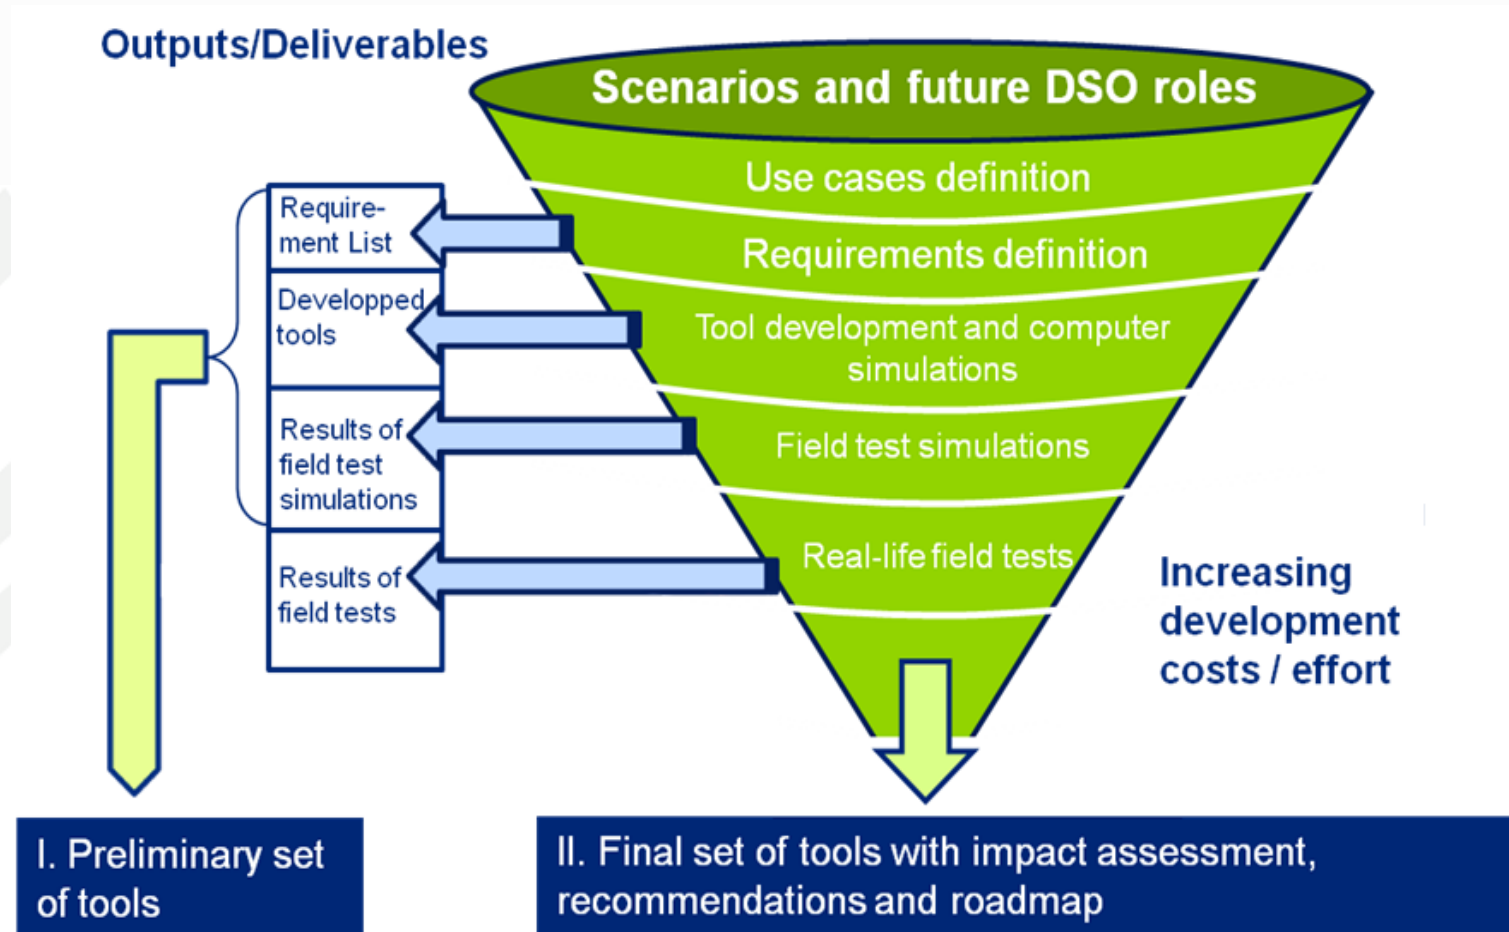 Outputs/Deliverables
Scenarios and future DSO roles
Use cases definition
Requirements definition
Tool development and computer
simulations
Field test simulations
Real-life field tests
Require-
ment List
Developped
tools
Results of
field test
simulations
Results of
field tests
Increasing
development
costs / effort
I. Preliminary set
of tools
II. Final set of tools with impact assessment,
recommendations and roadmap